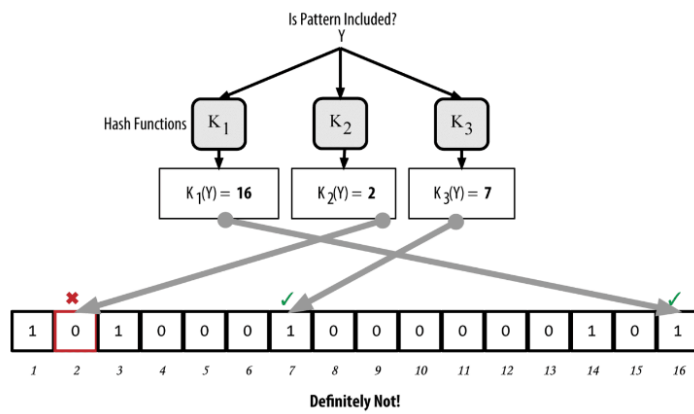 Is Pattern Included?
Y
Hash Functions K1 K2 K3
K1(Y) = 16 K2(Y) = 2 K3(Y) = 7
✖ ✓ ✓
1 0 1 0 0 0 1 0 0 0 0 0 0 1 0 1
1 2 3 4 5 6 7 8 9 10 11 12 13 14 15 16
Definitely Not!